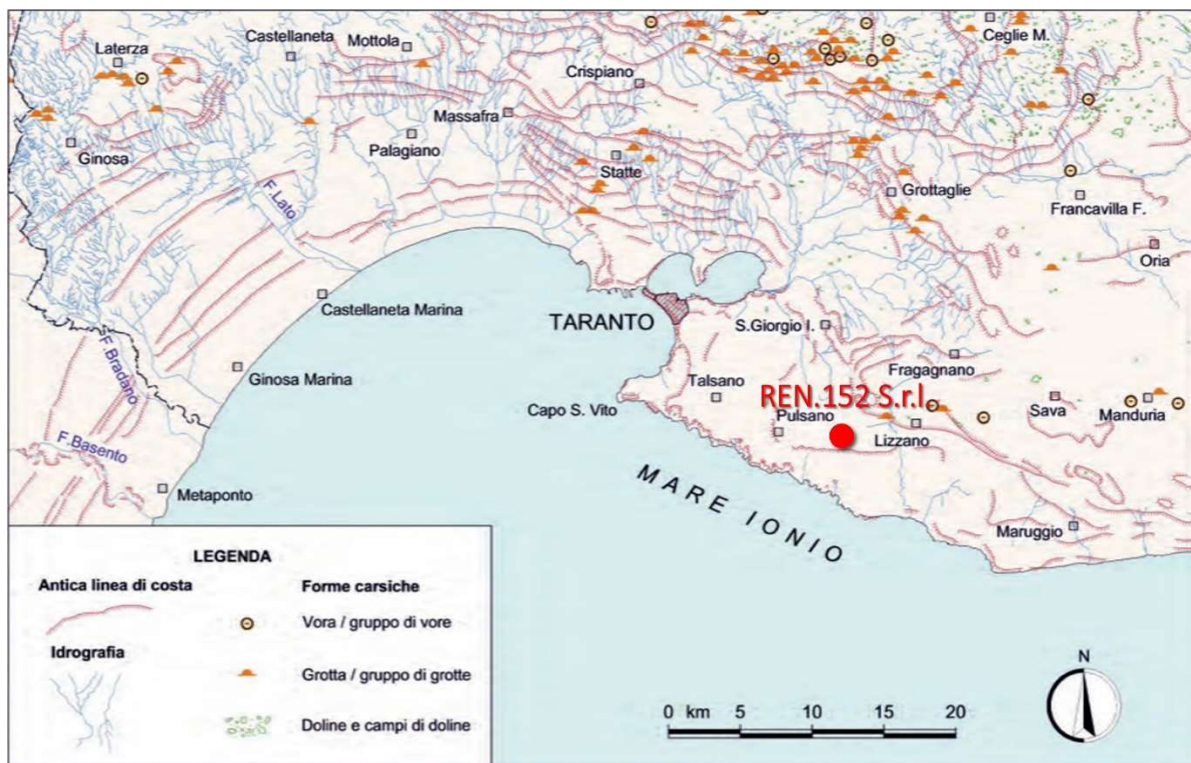 Castellaneta
Mottola
Ceglie M.
Laterza
Crispiano
Massafra
Ginosa
Palagiano
Statte
Grottaglie
F.Lato
Francavilla F.
Oria
Castellaneta Marina
TARANTO
S.Giorgio I.
F.Bradano
Ginosa Marina
Fragagnano
Talsano
REN.152 S.r.l.
Capo S. Vito
Pulsano
Sava
Manduria
Lizzano
F.Basento
Metaponto
MARE IONIO
Maruggio
LEGENDA
Antica linea di costa
Forme carsiche
Vora / gruppo di vore
Idrografia
Grotta / gruppo di grotte
Doline e campi di doline
N
0 km 5 10 15 20